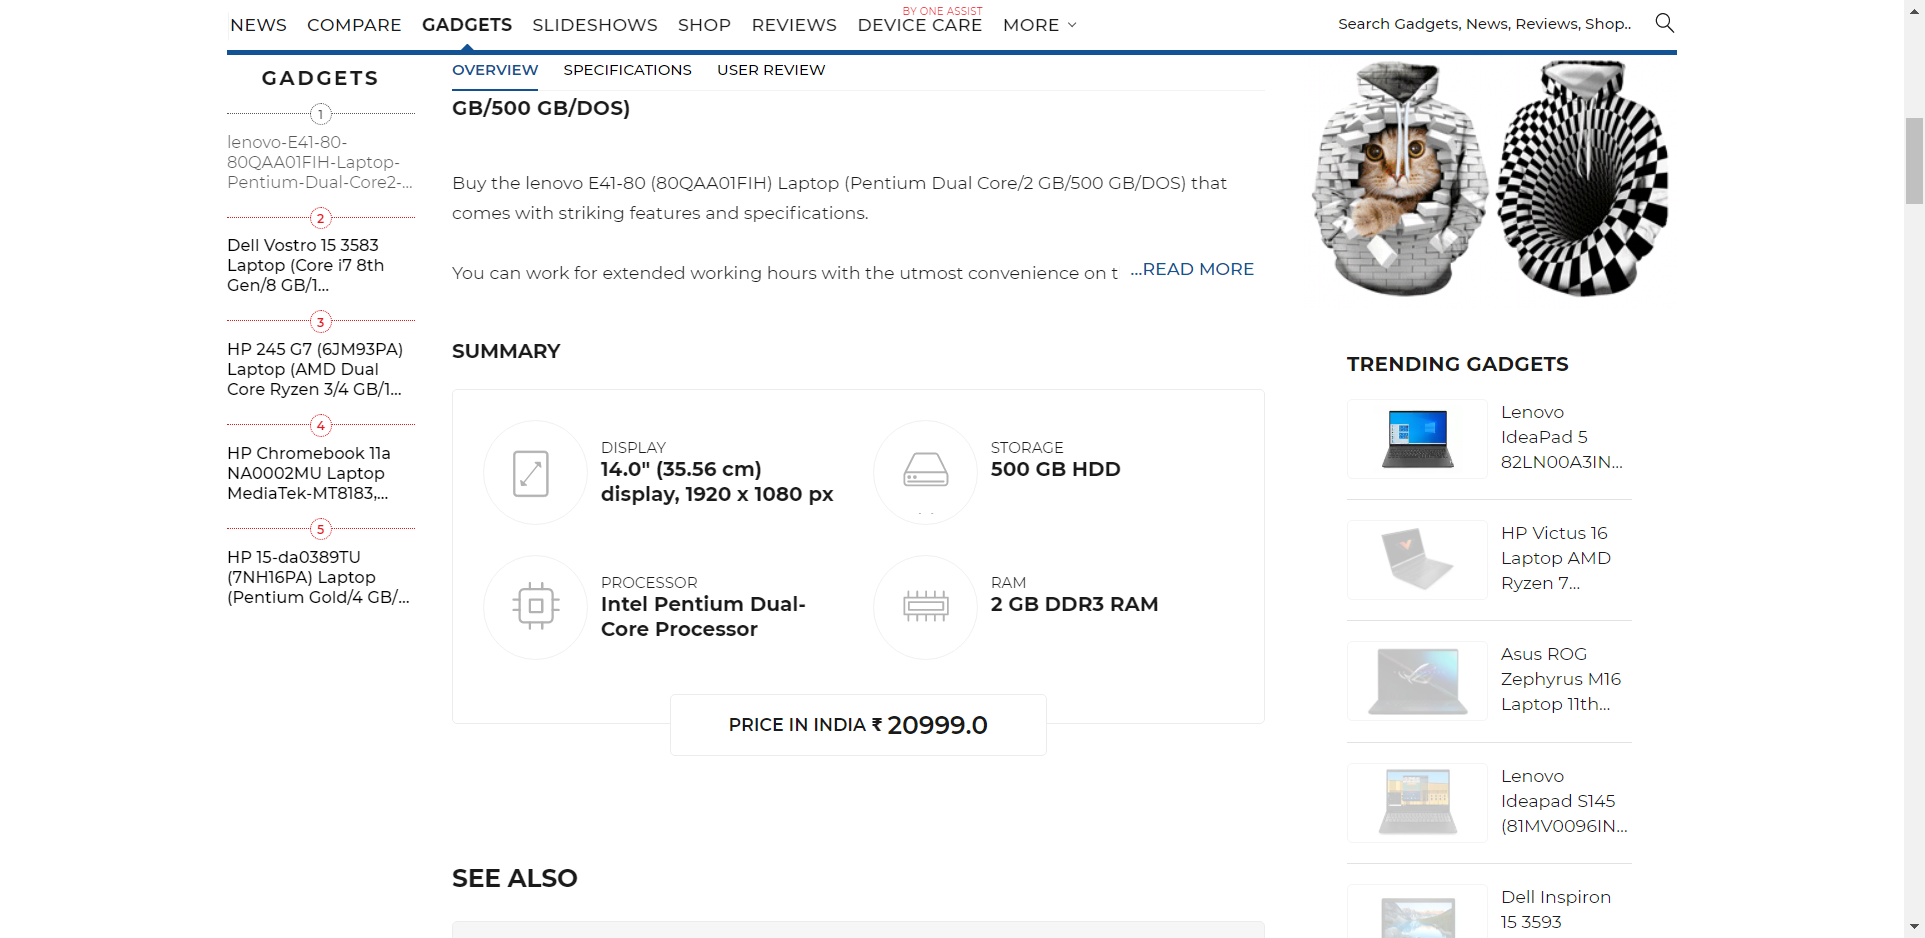 BY ONE ASSIST
NEWS COMPARE GADGETS SLIDESHOWS SHOP REVIEWS DEVICE CARE MORE
Search Gadgets, News, Reviews, Shop..
GADGETS
1
lenovo-E41-80-
80QAA01FIH-Laptop-
Pentium-Dual-Core2-...
2
Dell Vostro 15 3583
Laptop (Core i7 8th
Gen/8 GB/1...
3
HP 245 G7 (6JM93PA)
Laptop (AMD Dual
Core Ryzen 3/4 GB/1...
4
HP Chromebook 11a
NA0002MU Laptop
MediaTek-MT8183,...
5
HP 15-da0389TU
(7NH16PA) Laptop
(Pentium Gold/4 GB/...
OVERVIEW SPECIFICATIONS USER REVIEW
GB/500 GB/DOS)
Buy the lenovo E41-80 (80QAA01FIH) Laptop (Pentium Dual Core/2 GB/500 GB/DOS) that
comes with striking features and specifications.
You can work for extended working hours with the utmost convenience on t ...READ MORE
SUMMARY
DISPLAY
14.0" (35.56 cm)
display, 1920 x 1080 px
STORAGE
500 GB HDD
PROCESSOR
Intel Pentium Dual-
Core Processor
RAM
2 GB DDR3 RAM
PRICE IN INDIA ₹ 20999.0
SEE ALSO
TRENDING GADGETS
Lenovo
IdeaPad 5
82LN00A3IN...
HP Victus 16
Laptop AMD
Ryzen 7...
Asus ROG
Zephyrus M16
Laptop 11th...
Lenovo
Ideapad S145
(81MV0096IN...
Dell Inspiron
15 3593